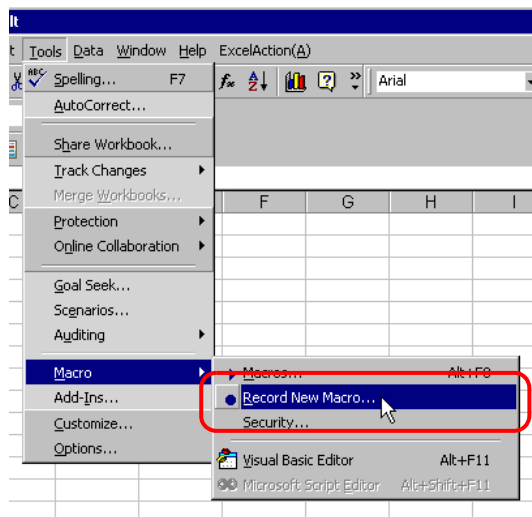 lt
t Tools Data Window Help ExcelAction(A)
ABC Spelling... F7 Arial
AutoCorrect...
Share Workbook...
Track Changes
Merge Workbooks...
C Protection F G H I
Online Collaboration
Goal Seek...
Scenarios...
Auditing
Macro Macros... Alt+F8
Add-Ins... Record New Macro...
Customize... Security...
Options... Visual Basic Editor Alt+F11
Microsoft Script Editor Alt+Shift+F11